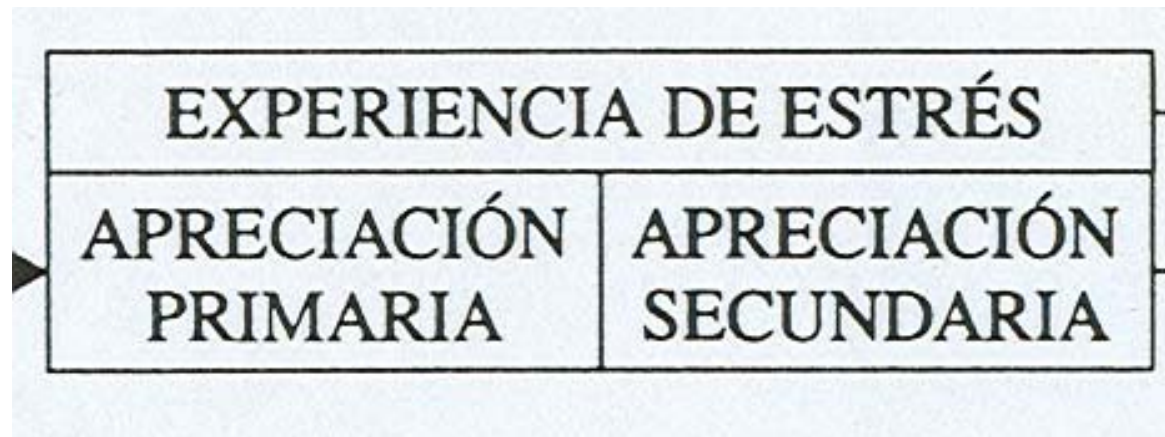 EXPERIENCIA DE ESTRÉS
APRECIACIÓN
PRIMARIA
APRECIACIÓN
SECUNDARIA